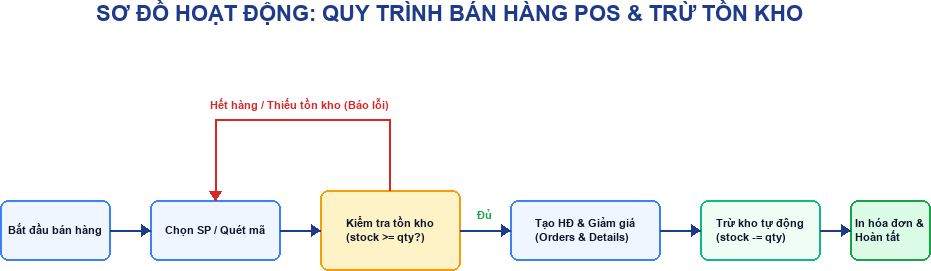 SƠ ĐỒ HOẠT ĐỘNG: QUY TRÌNH BÁN HÀNG POS & TRỪ TỒN KHO
Hết hàng / Thiếu tồn kho (Báo lỗi)
Bắt đầu bán hàng
Chọn SP / Quét mã
Kiểm tra tồn kho
(stock >= qty?)
Đủ
Tạo HĐ & Giảm giá
(Orders & Details)
Trừ kho tự động
(stock -= qty)
In hóa đơn &
Hoàn tất